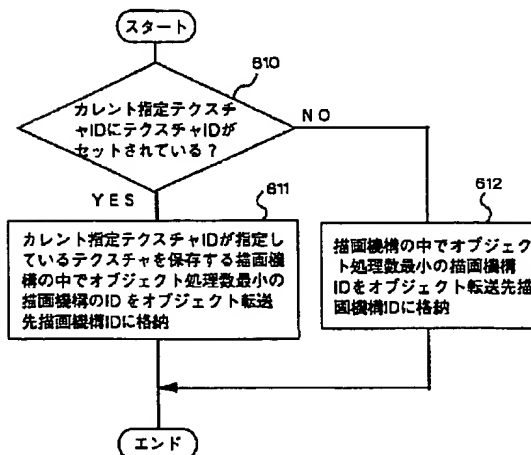 スタート
610
カレント指定テクスチ
ャIDにテクスチャIDが
セットされている？
NO
YES
611
カレント指定テクスチャIDが指定し
ているテクスチャを保存する描画機
構の中でオブジェクト処理数最小の
描画機構のIDをオブジェクト転送
先描画機構IDに格納
612
描画機構の中でオブジェク
ト処理数最小の描画機構
IDをオブジェクト転送先描
画機構IDに格納
エンド